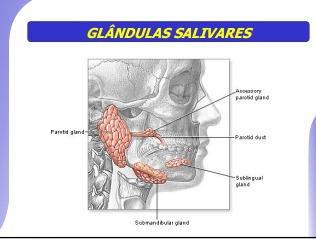 GLÂNDULAS SALIVARES
Accessory
parotid gland
Parotid gland
Parotid duct
Sublingual
gland
Submandibular gland